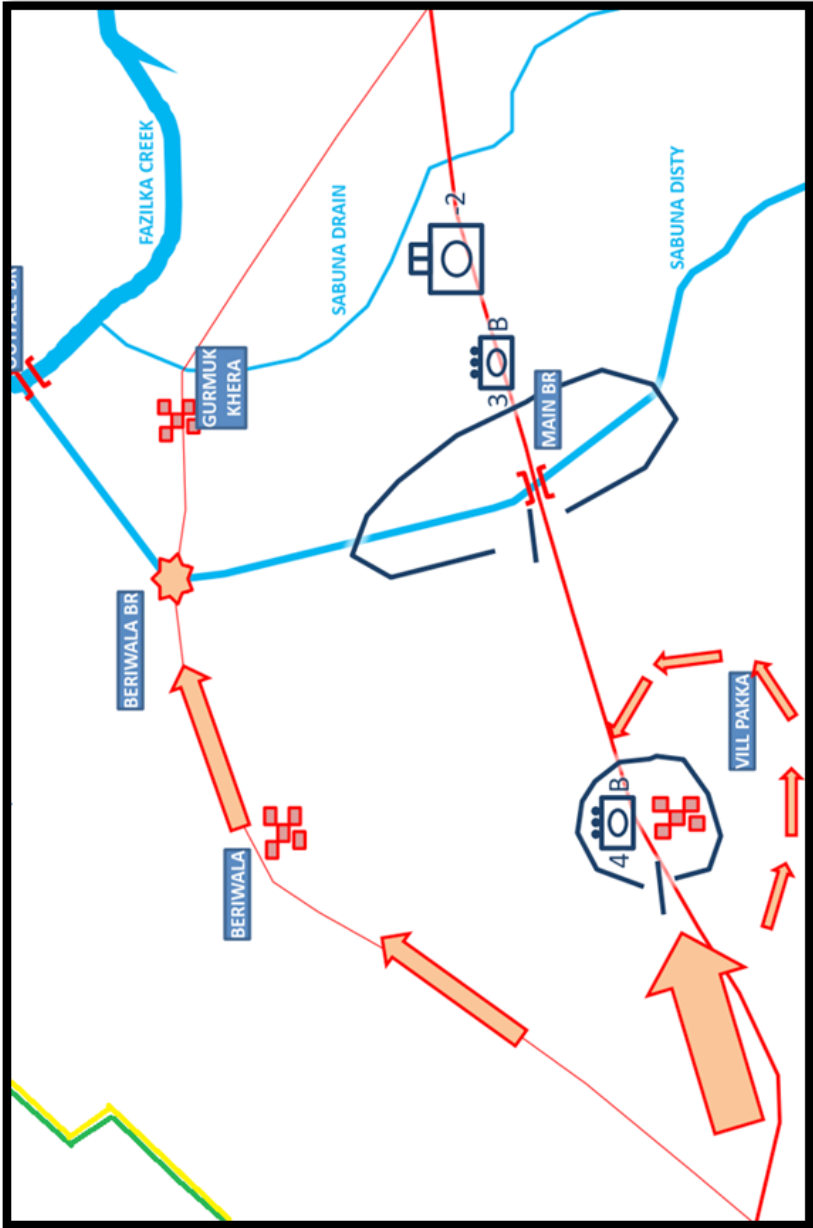 FAZILKA CREEK
SABUNA DRAIN
SABUNA DISTY
GURMUK
KHERA
-2
B
3
MAIN BR
BERIWALA BR
VILL PAKKA
BERIWALA
B
4